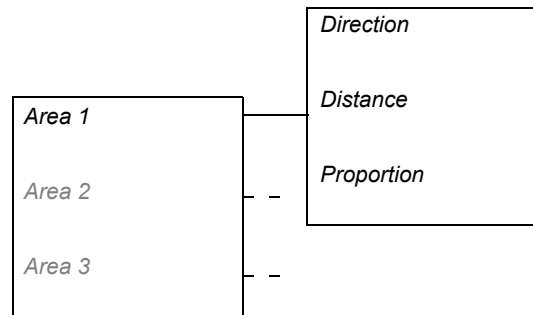 Area 1
Area 2
Area 3
Direction
Distance
Proportion